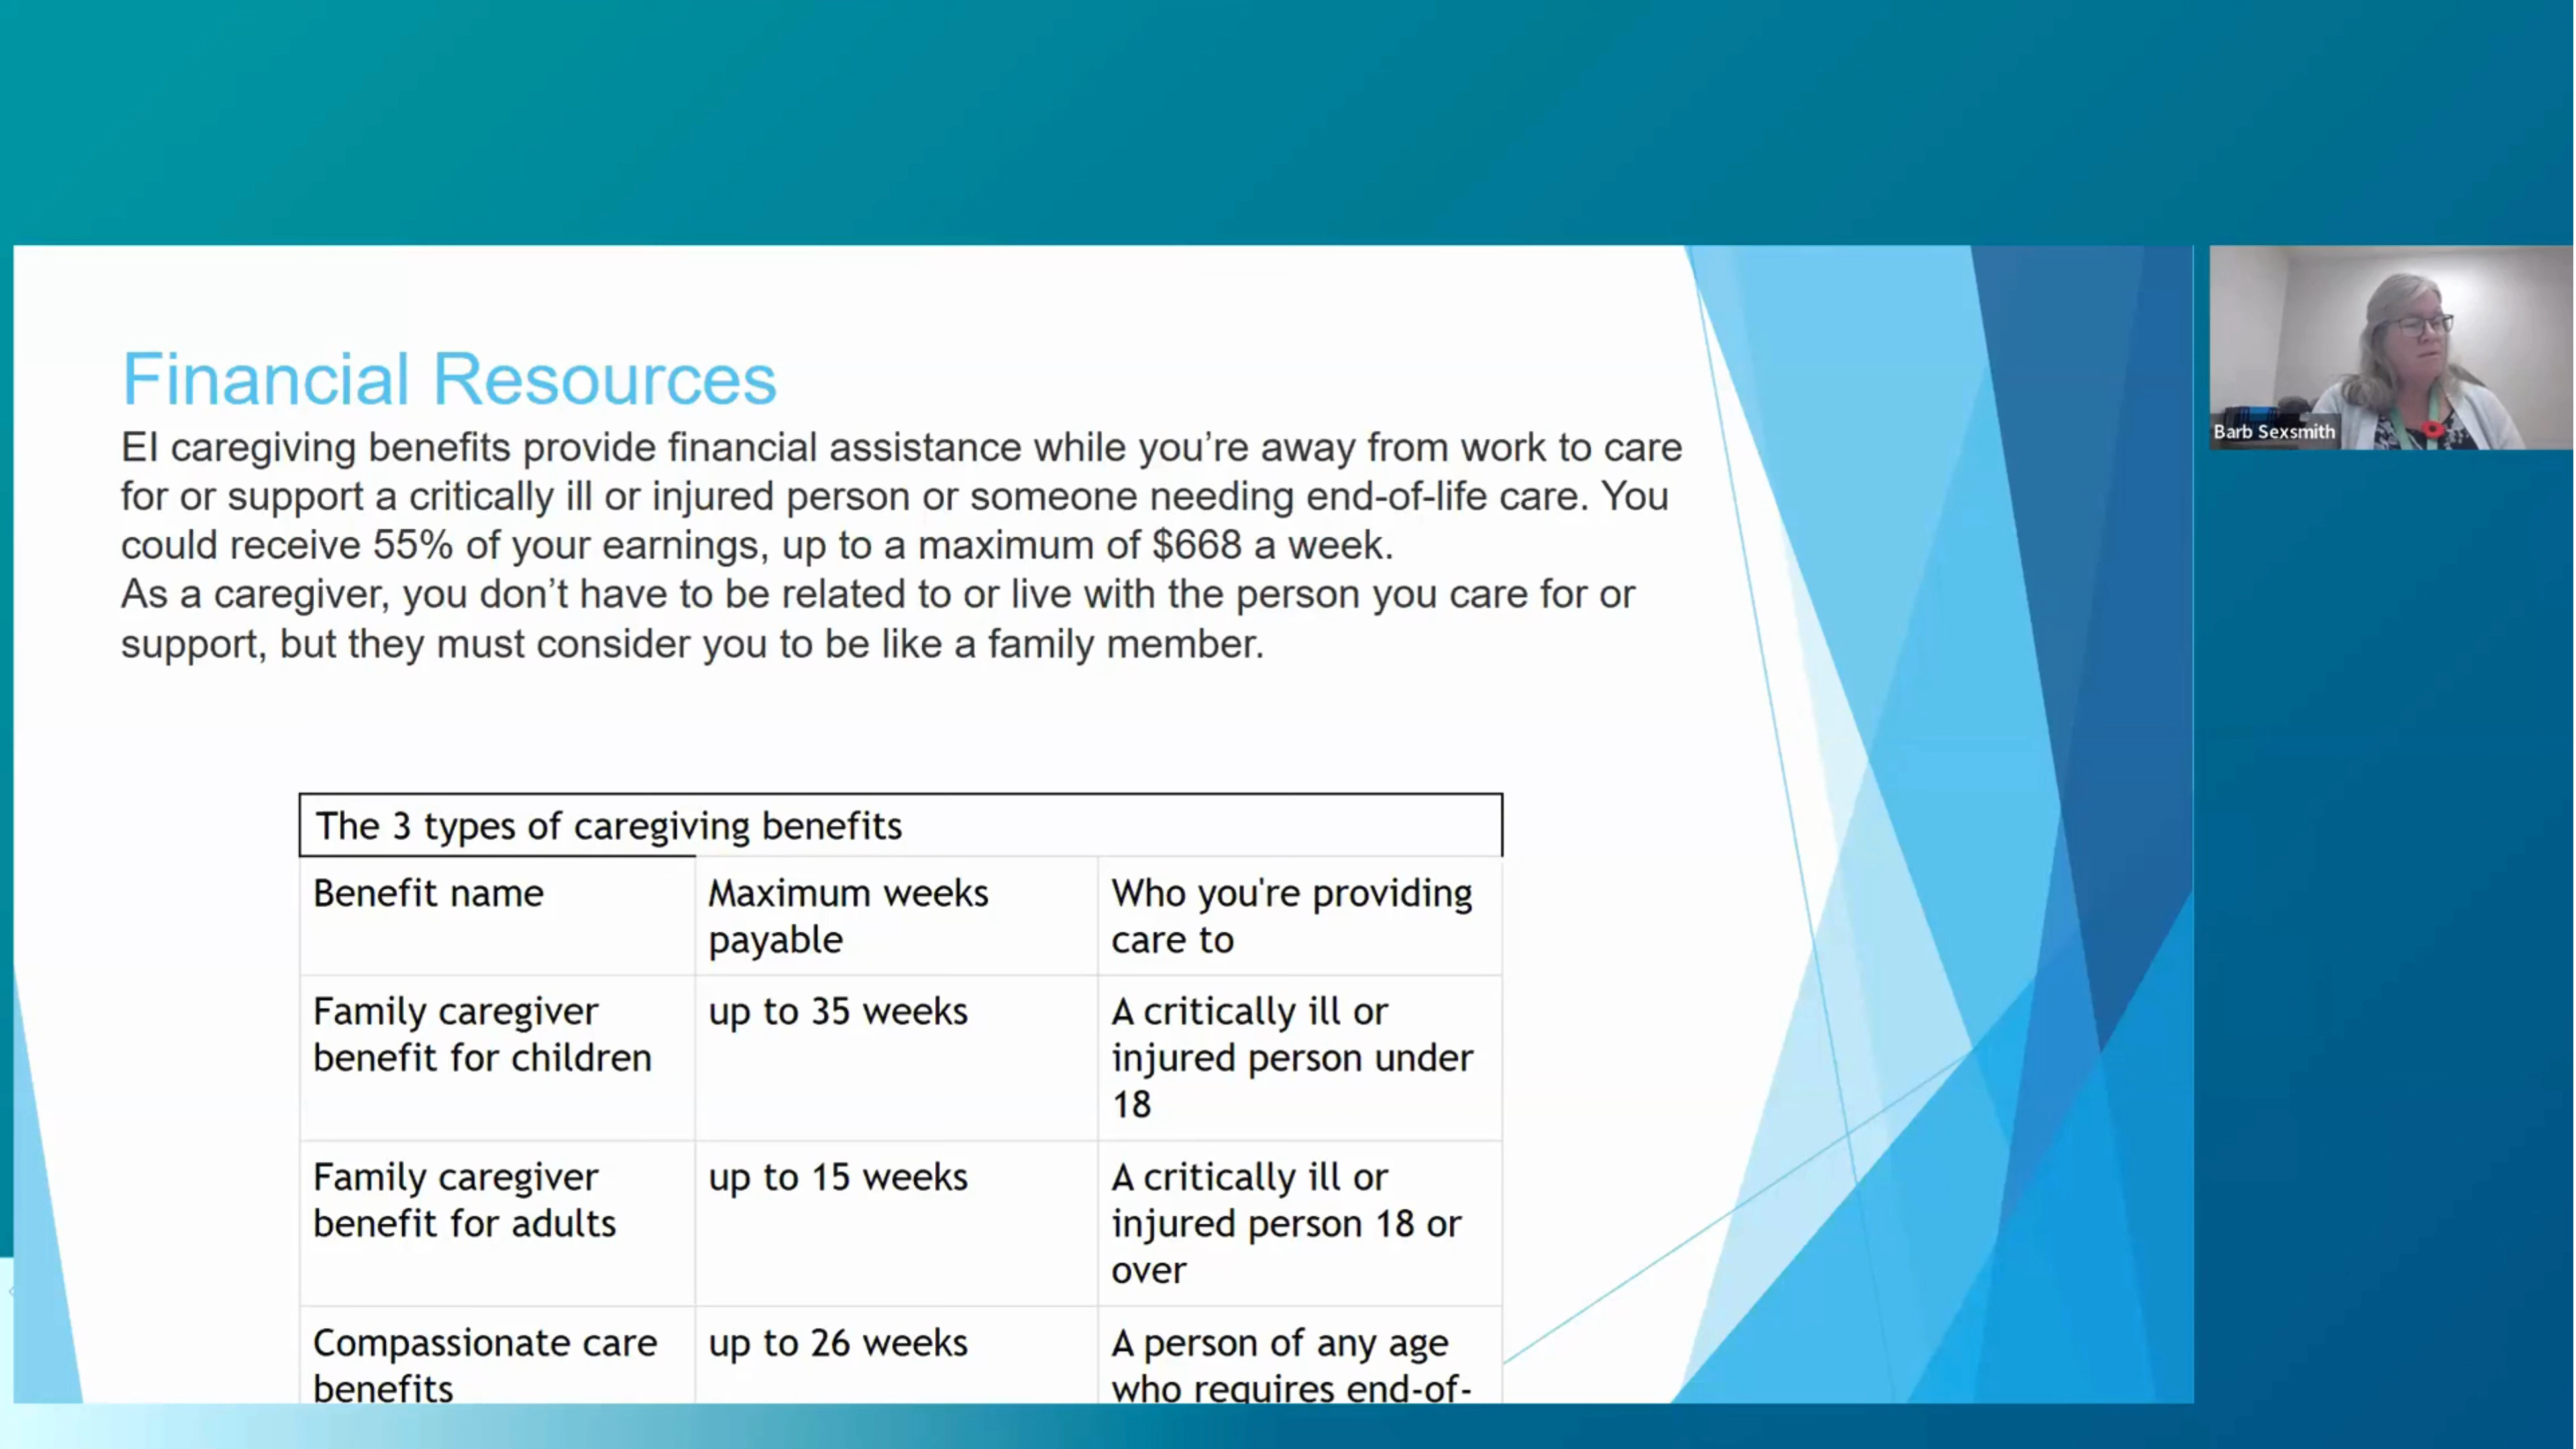 Financial Resources
EI caregiving benefits provide financial assistance while you’re away from work to care
for or support a critically ill or injured person or someone needing end-of-life care. You
could receive 55% of your earnings, up to a maximum of $668 a week.
As a caregiver, you don’t have to be related to or live with the person you care for or
support, but they must consider you to be like a family member.
The 3 types of caregiving benefits
Benefit name
Maximum weeks
payable
Who you're providing
care to
Family caregiver
benefit for children
up to 35 weeks
A critically ill or
injured person under
18
Family caregiver
benefit for adults
up to 15 weeks
A critically ill or
injured person 18 or
over
Compassionate care
benefits
up to 26 weeks
A person of any age
who requires end-of-
Barb Sexsmith